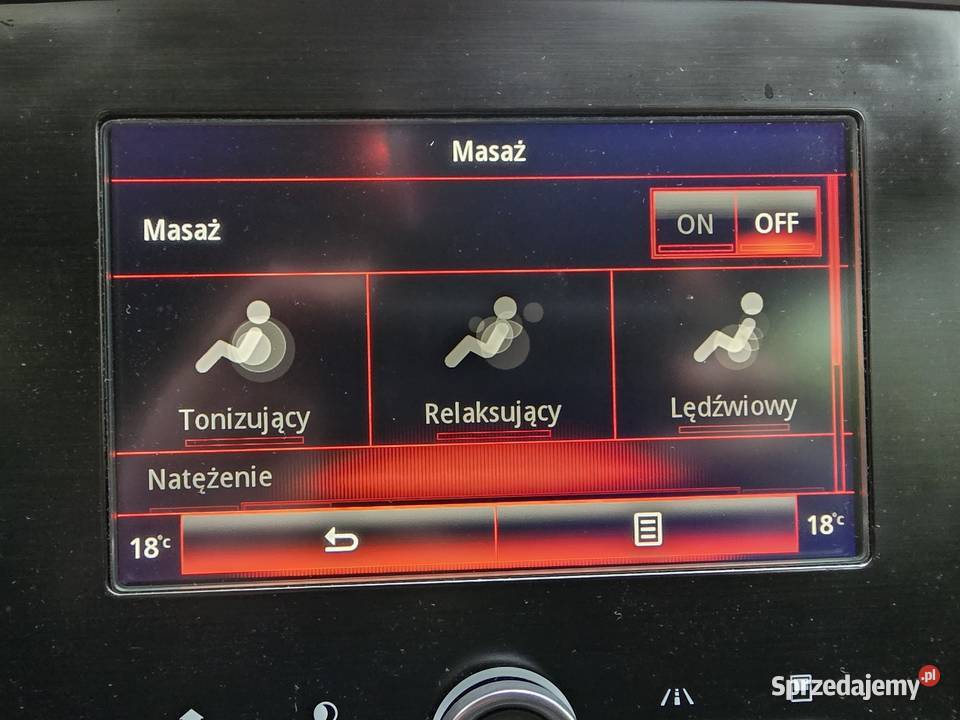 Masaż
Masaż ON OFF
Tonizujący Relaksujący Lędźwiowy
Natężenie
18°c 18°c
Sprzedajemy.pl